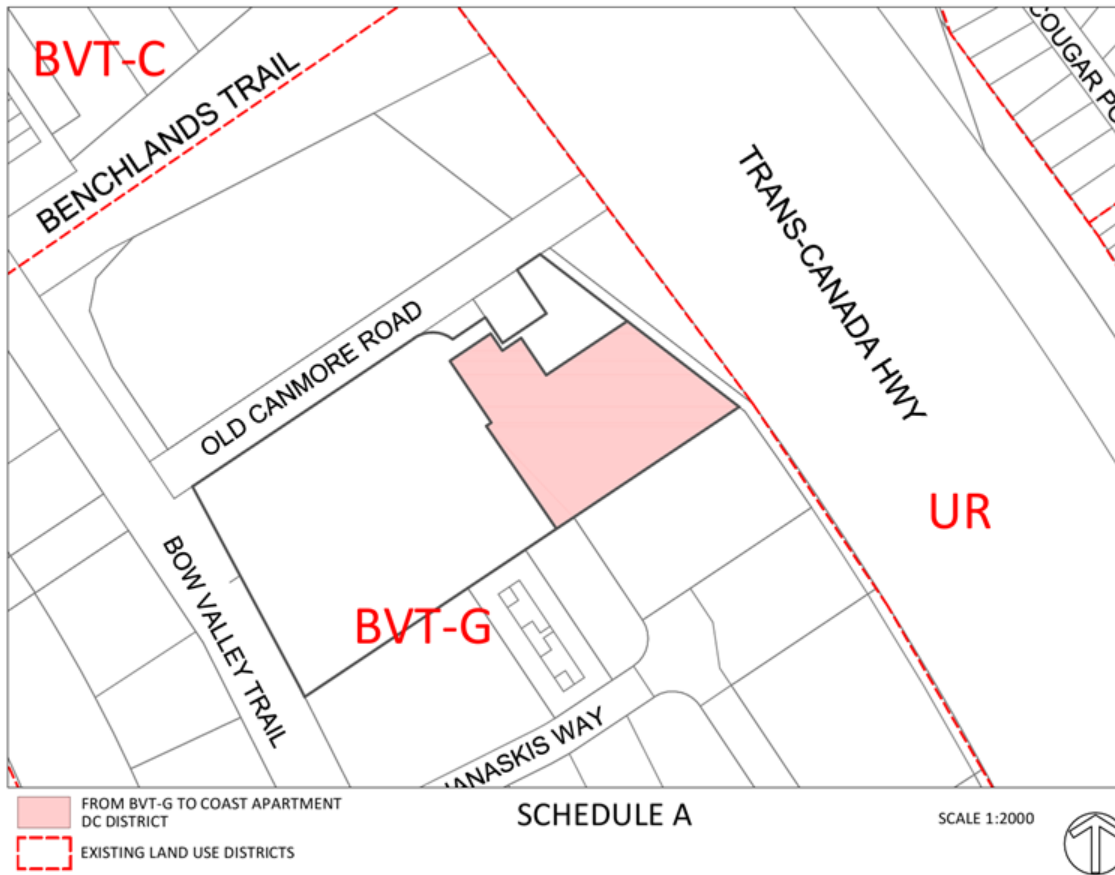 BVT-C
BENCHLANDS TRAIL
COUGAR PO
TRANS-CANADA HWY
OLD CANMORE ROAD
UR
BOW VALLEY TRAIL
BVT-G
NANASKIS WAY
FROM BVT-G TO COAST APARTMENT
DC DISTRICT
SCHEDULE A
SCALE 1:2000
EXISTING LAND USE DISTRICTS